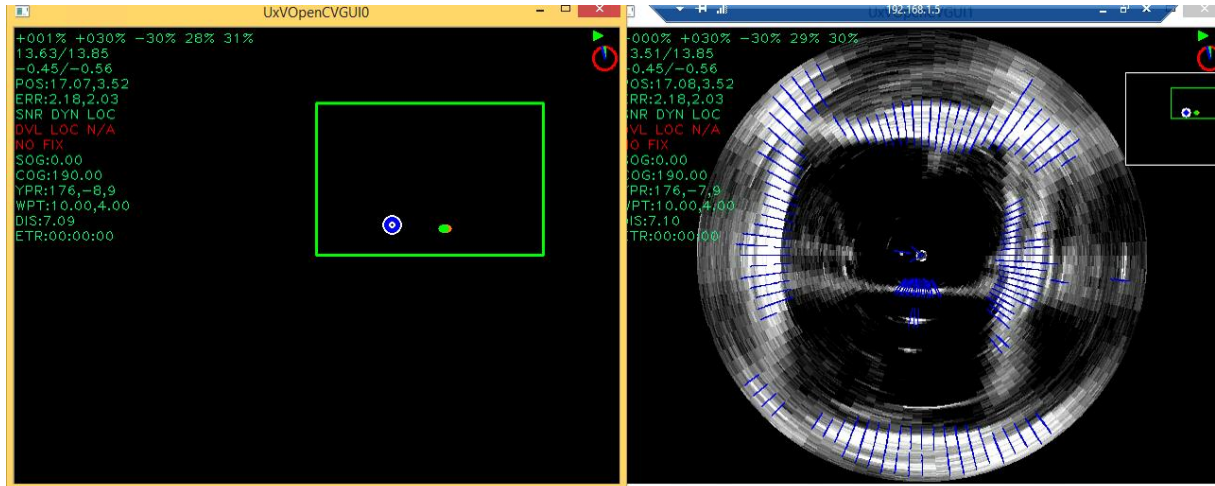 UxVOpenCVGUI0
+001% +030% -30% 28% 31%
13.63/13.85
-0.45/-0.56
POS:17.07,3.52
ERR:2.18,2.03
SNR DYN LOC
DVL LOC N/A
NO FIX
SOG:0.00
COG:190.00
YPR:176,-8,9
WPT:10.00,4.00
DIS:7.09
ETR:00:00:00
192.168.1.5
-000% +030% -30% 29% 30%
3.51/13.85
-0.45/-0.56
POS:17.08,3.52
ERR:2.18,2.03
SNR DYN LOC
DVL LOC N/A
NO FIX
SOG:0.00
COG:190.00
YPR:176,-7,9
WPT:10.00,4.00
DIS:7.10
ETR:00:00:00